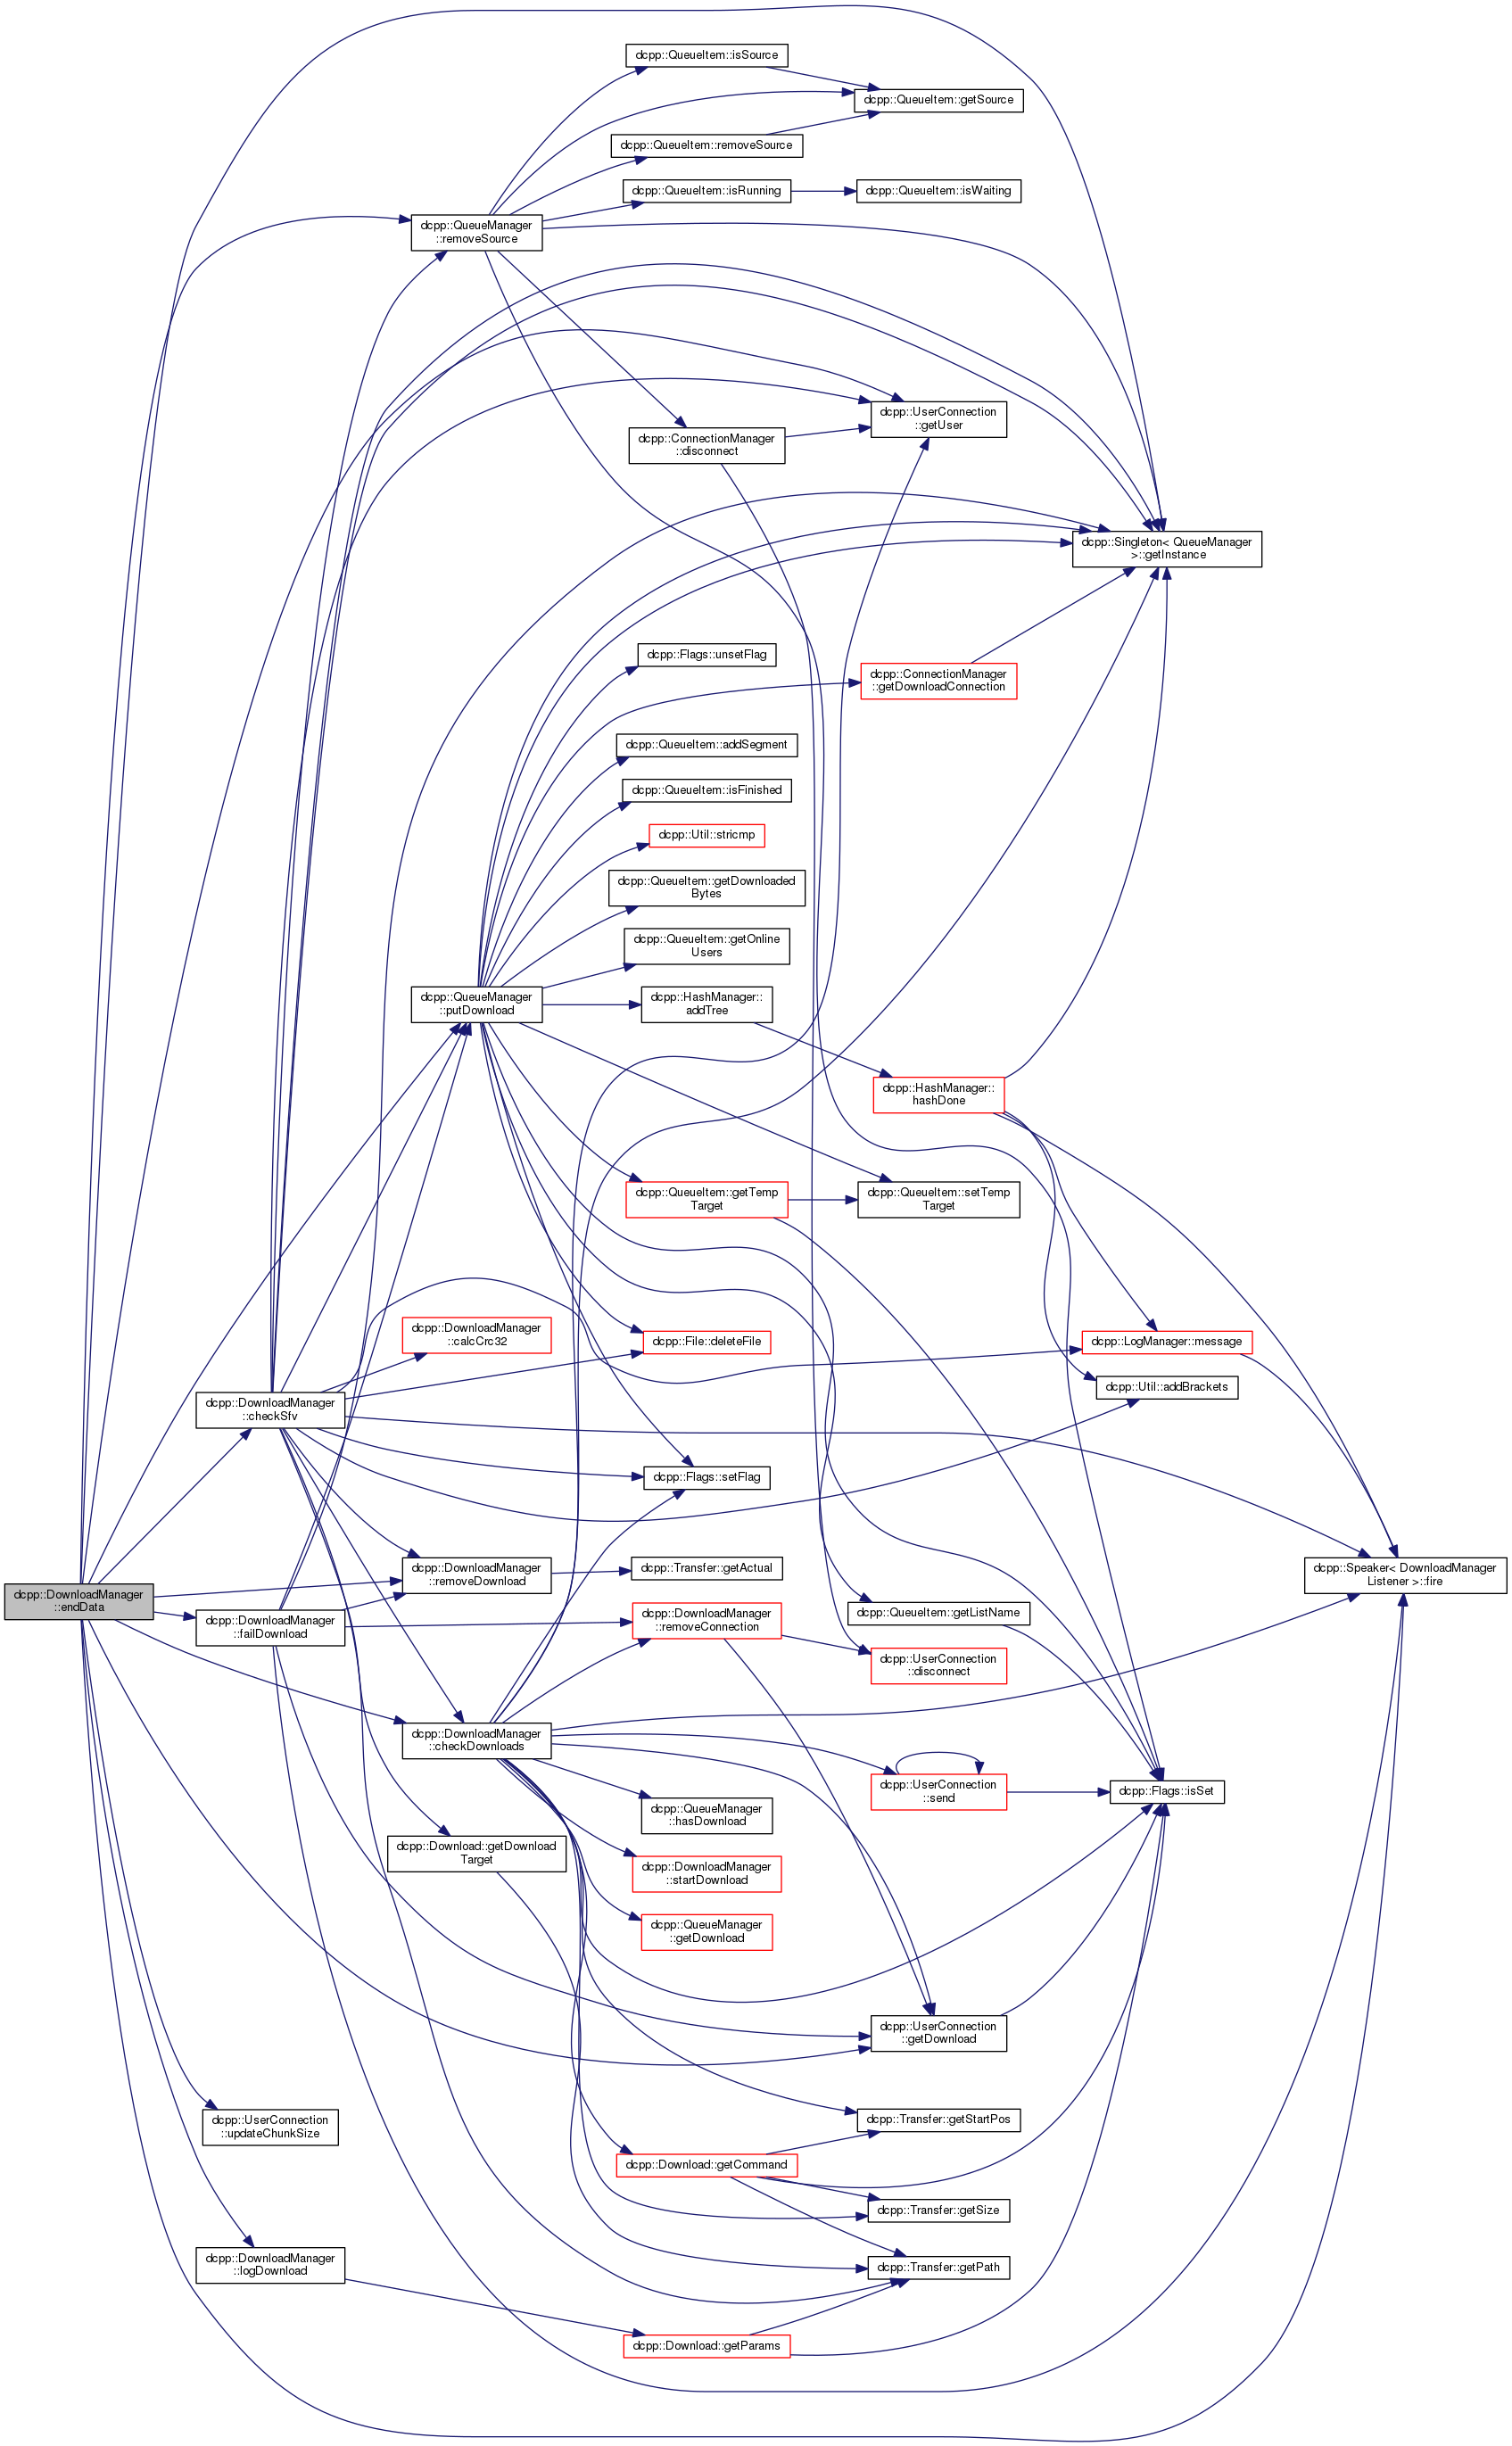 dcpp::QueueItem::isSource
dcpp::QueueItem::getSource
dcpp::QueueItem::removeSource
dcpp::QueueItem::isRunning
dcpp::QueueItem::isWaiting
dcpp::QueueManager
::removeSource
dcpp::UserConnection
::getUser
dcpp::ConnectionManager
::disconnect
dcpp::Singleton< QueueManager
>::getInstance
dcpp::Flags::unsetFlag
dcpp::ConnectionManager
::getDownloadConnection
dcpp::QueueItem::addSegment
dcpp::QueueItem::isFinished
dcpp::Util::stricmp
dcpp::QueueItem::getDownloaded
Bytes
dcpp::QueueItem::getOnline
Users
dcpp::QueueManager
::putDownload
dcpp::HashManager::
addTree
dcpp::HashManager::
hashDone
dcpp::QueueItem::getTemp
Target
dcpp::QueueItem::setTemp
Target
dcpp::DownloadManager
::calcCrc32
dcpp::File::deleteFile
dcpp::LogManager::message
dcpp::Util::addBrackets
dcpp::DownloadManager
::checkSfv
dcpp::Flags::setFlag
dcpp::DownloadManager
::removeDownload
dcpp::Transfer::getActual
dcpp::Speaker< DownloadManager
Listener >::fire
dcpp::DownloadManager
::endData
dcpp::DownloadManager
::failDownload
dcpp::DownloadManager
::removeConnection
dcpp::QueueItem::getListName
dcpp::UserConnection
::disconnect
dcpp::DownloadManager
::checkDownloads
dcpp::UserConnection
::send
dcpp::Flags::isSet
dcpp::QueueManager
::hasDownload
dcpp::Download::getDownload
Target
dcpp::DownloadManager
::startDownload
dcpp::QueueManager
::getDownload
dcpp::UserConnection
::getDownload
dcpp::UserConnection
::updateChunkSize
dcpp::Transfer::getStartPos
dcpp::Download::getCommand
dcpp::Transfer::getSize
dcpp::DownloadManager
::logDownload
dcpp::Transfer::getPath
dcpp::Download::getParams